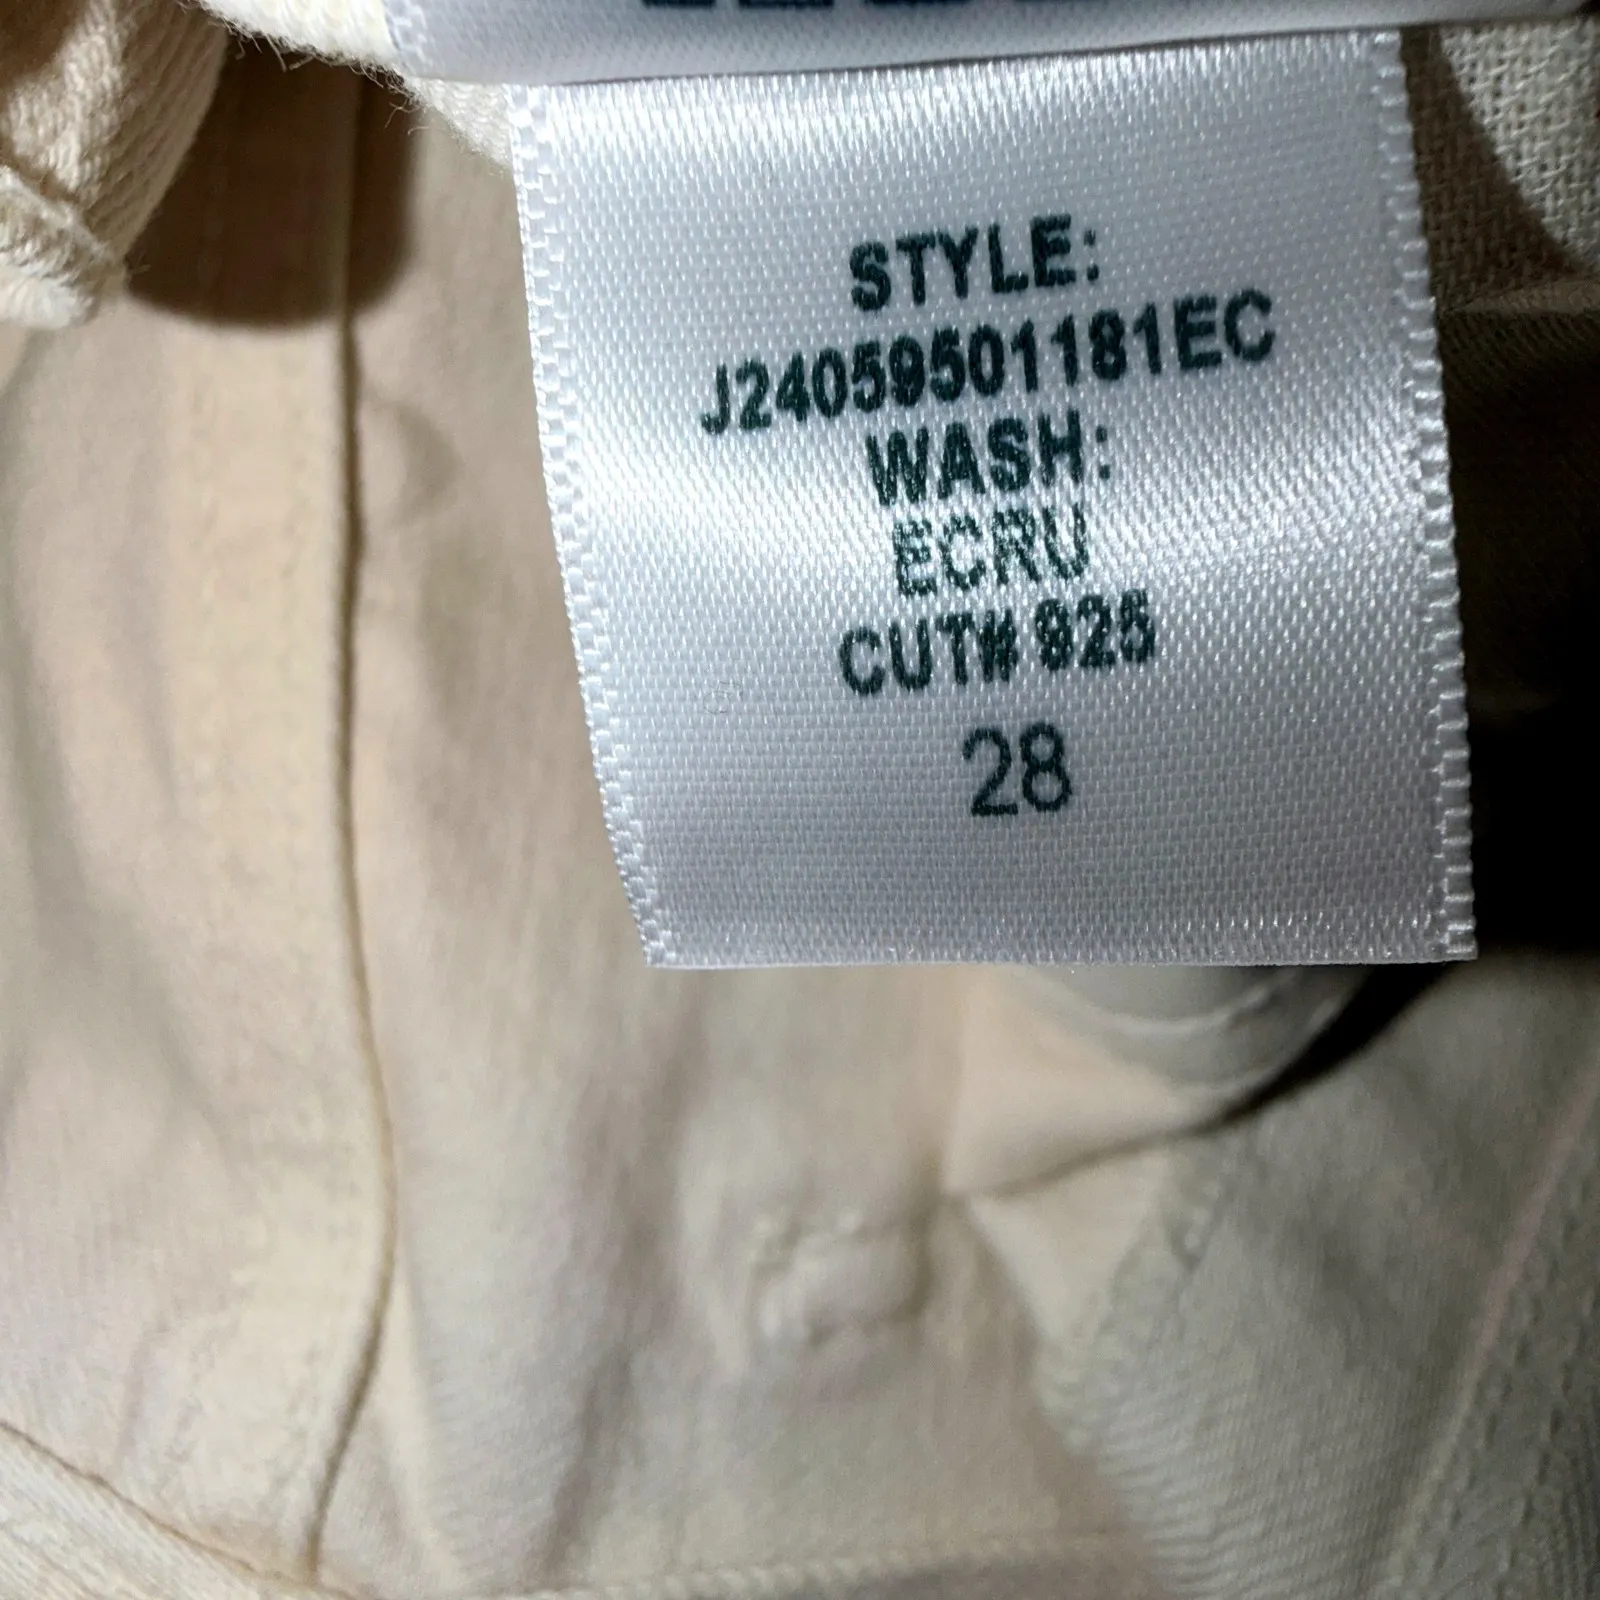 STYLE:
J24059501181EC
WASH:
ECRU
CUT# 925
28